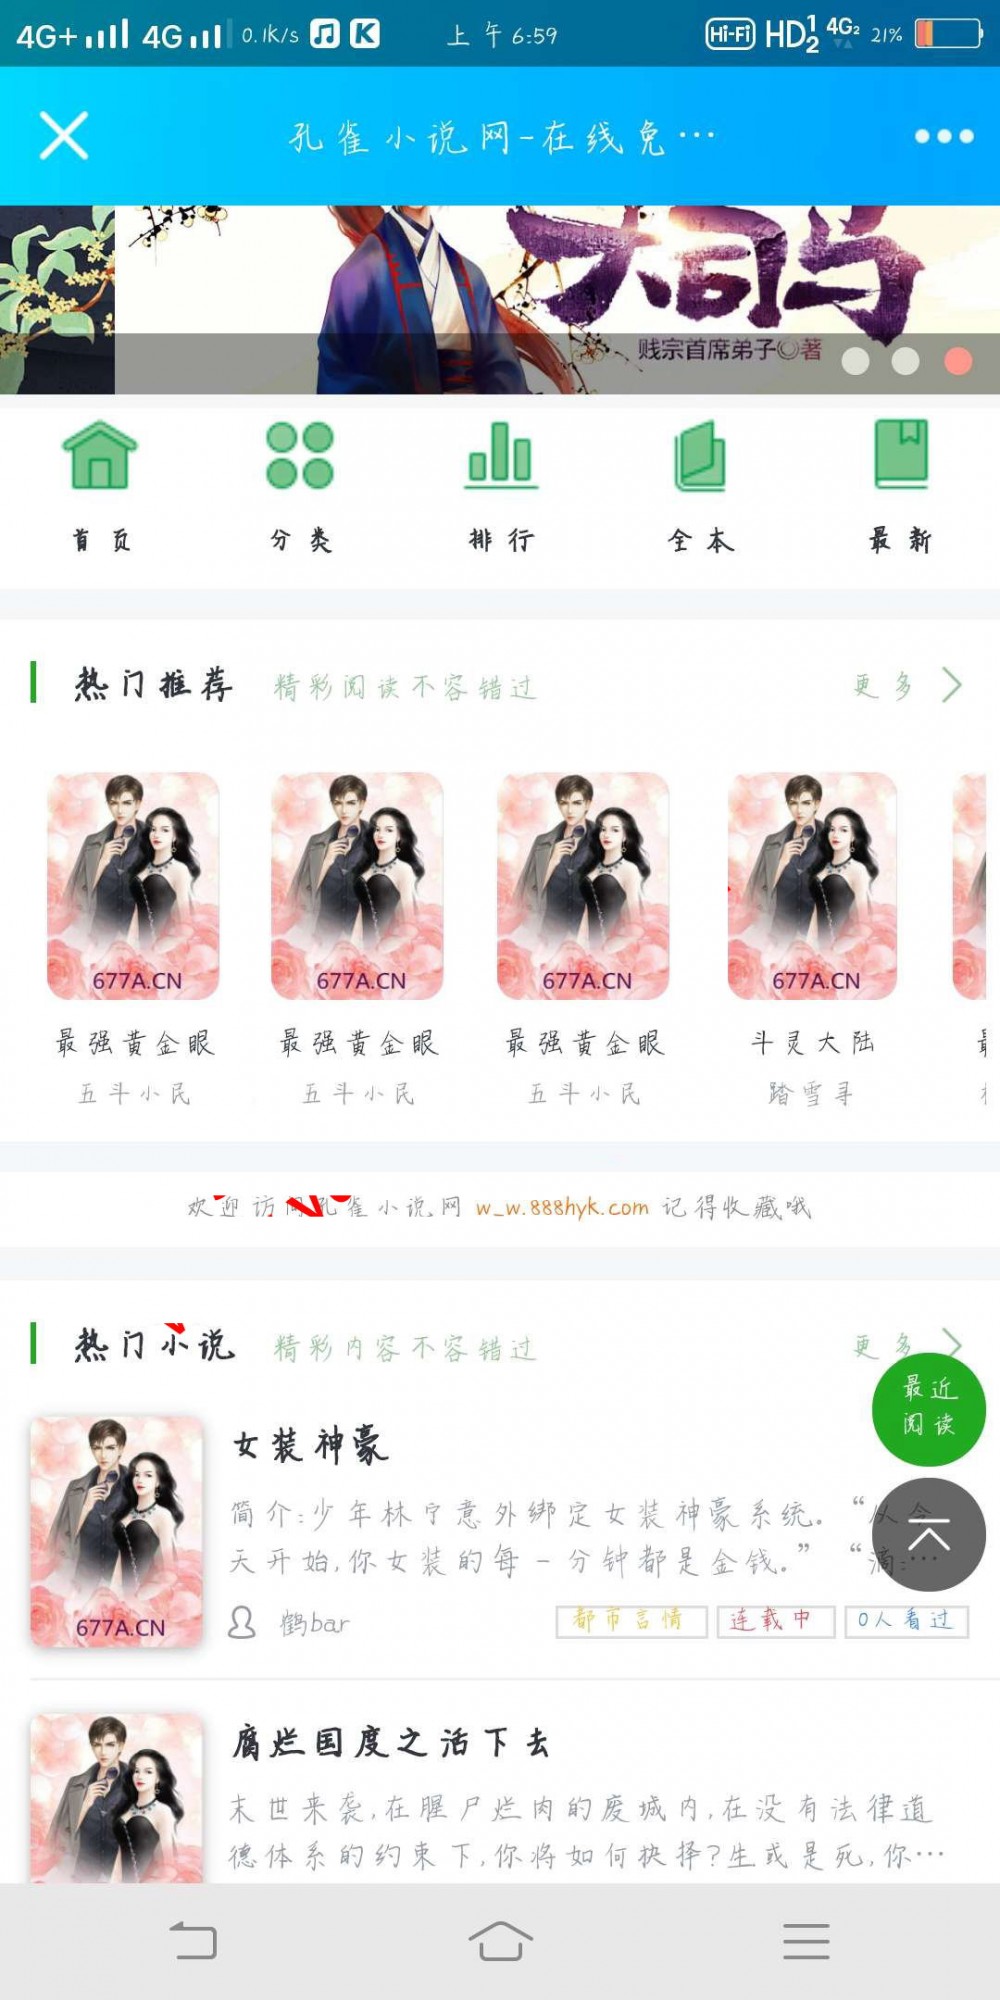 4G+ 4G 0.1K/s 上午6:59 Hi-Fi HD 1 2 4G2 21%
孔雀小说网-在线免…
贱宗首席弟子◎著
首页 分类 排行 全本 最新
热门推荐 精彩阅读不容错过 更多
677A.CN 677A.CN 677A.CN 677A.CN
最强黄金眼 最强黄金眼 最强黄金眼 斗灵大陆
五斗小民 五斗小民 五斗小民 踏雪寻
欢迎访问孔雀小说网 w_w.888hyk.com 记得收藏哦
热门小说 精彩内容不容错过 更多
最近
阅读
女装神豪
简介:少年林宁意外绑定女装神豪系统。“从今
天开始,你女装的每一分钟都是金钱。” “滴:…
677A.CN
鹤bar 都市言情 连载中 0人看过
腐烂国度之活下去
末世来袭,在腥尸烂肉的废城内,在没有法律道
德体系的约束下,你将如何抉择?生或是死,你…